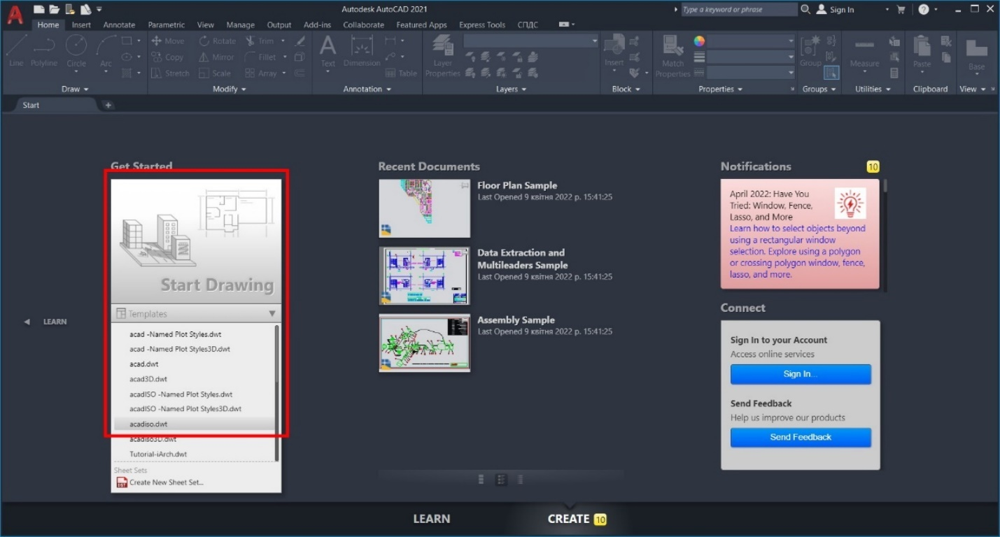 Autodesk AutoCAD 2021
Type a keyword or phrase
Sign In
Home Insert Annotate Parametric View Manage Output Add-ins Collaborate Featured Apps Express Tools СПДС
Line Polyline Circle Arc
Move Rotate Trim
Copy Mirror Fillet
Stretch Scale Array
Text Dimension
Table
Layer
Properties
Insert
Match
Properties
Group
Measure
Paste
Base
Draw Modify Annotation Layers Block Properties Groups Utilities Clipboard View
Start
Get Started
Start Drawing
Templates
acad -Named Plot Styles.dwt
acad -Named Plot Styles3D.dwt
acad.dwt
acad3D.dwt
acadISO -Named Plot Styles.dwt
acadISO -Named Plot Styles3D.dwt
acadiso.dwt
acadiso3D.dwt
Tutorial-iArch.dwt
Sheet Sets
Create New Sheet Set...
LEARN
Recent Documents
Floor Plan Sample
Last Opened 9 квітня 2022 р. 15:41:25
Data Extraction and
Multileaders Sample
Last Opened 9 квітня 2022 р. 15:41:25
Assembly Sample
Last Opened 9 квітня 2022 р. 15:41:25
Notifications 10
April 2022: Have You
Tried: Window, Fence,
Lasso, and More
Learn how to select objects beyond
using a rectangular window
selection. Explore using a polygon
or crossing polygon window, fence,
lasso, and more.
Connect
Sign In to your Account
Access online services
Sign In...
Send Feedback
Help us improve our products
Send Feedback
LEARN CREATE 10